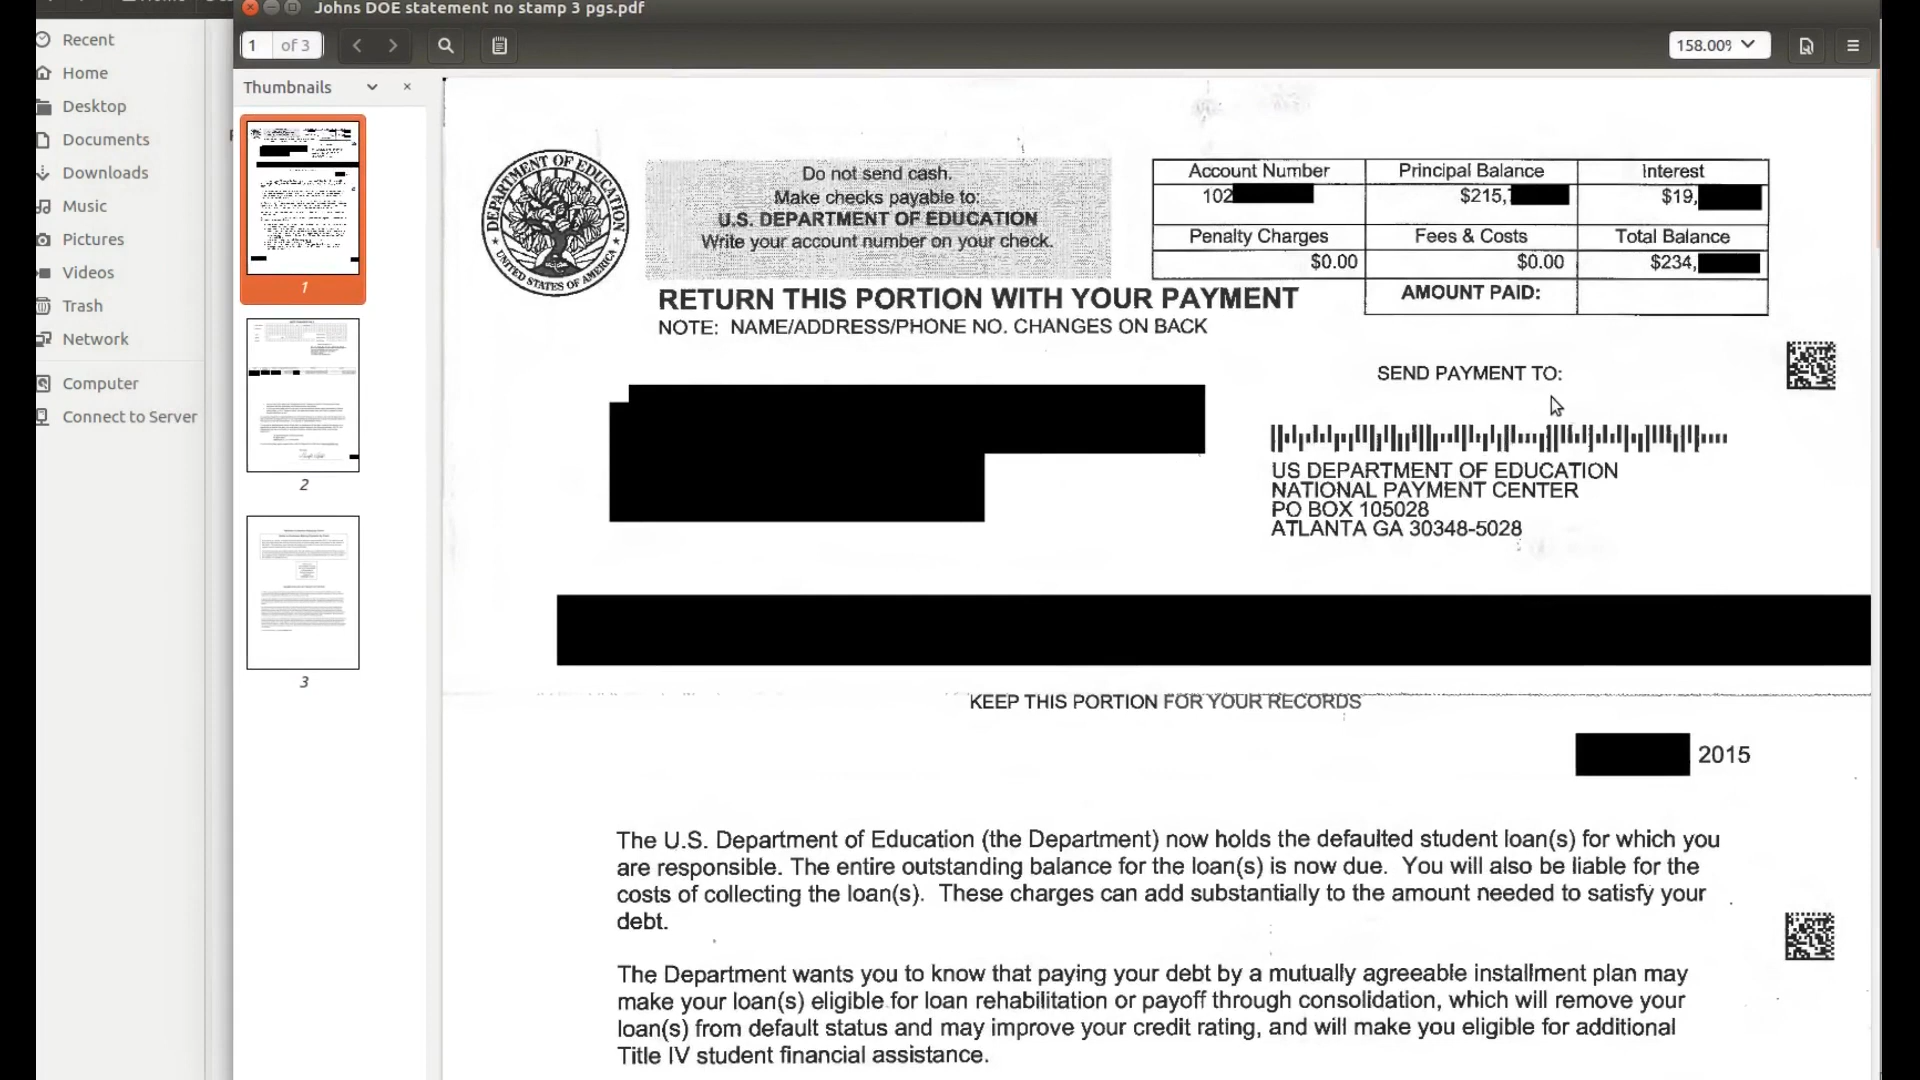 Johns DOE statement no stamp 3 pgs.pdf
1 of 3
158.00%
Recent
Home
Desktop
Documents
Downloads
Music
Pictures
Videos
Trash
Network
Computer
Connect to Server
Thumbnails
1
2
3
DEPARTMENT OF EDUCATION
UNITED STATES OF AMERICA
Do not send cash.
Make checks payable to:
U.S. DEPARTMENT OF EDUCATION
Write your account number on your check.
Account Number Principal Balance Interest
102 $215, $19,
Penalty Charges Fees & Costs Total Balance
$0.00 $0.00 $234,
AMOUNT PAID:
RETURN THIS PORTION WITH YOUR PAYMENT
NOTE: NAME/ADDRESS/PHONE NO. CHANGES ON BACK
SEND PAYMENT TO:
US DEPARTMENT OF EDUCATION
NATIONAL PAYMENT CENTER
PO BOX 105028
ATLANTA GA 30348-5028
KEEP THIS PORTION FOR YOUR RECORDS
2015
The U.S. Department of Education (the Department) now holds the defaulted student loan(s) for which you
are responsible. The entire outstanding balance for the loan(s) is now due. You will also be liable for the
costs of collecting the loan(s). These charges can add substantially to the amount needed to satisfy your
debt.
The Department wants you to know that paying your debt by a mutually agreeable installment plan may
make your loan(s) eligible for loan rehabilitation or payoff through consolidation, which will remove your
loan(s) from default status and may improve your credit rating, and will make you eligible for additional
Title IV student financial assistance.